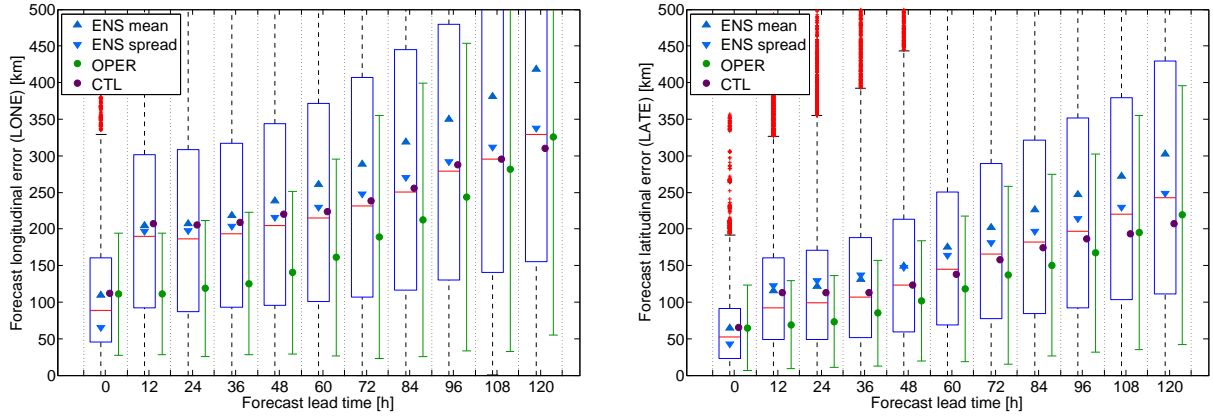 Forecast longitudinal error (LONE) [km]
500
450
400
350
300
250
200
150
100
50
0
ENS mean
ENS spread
OPER
CTL
0 12 24 36 48 60 72 84 96 108 120
Forecast lead time [h]
Forecast latitudinal error (LATE) [km]
500
450
400
350
300
250
200
150
100
50
0
ENS mean
ENS spread
OPER
CTL
0 12 24 36 48 60 72 84 96 108 120
Forecast lead time [h]